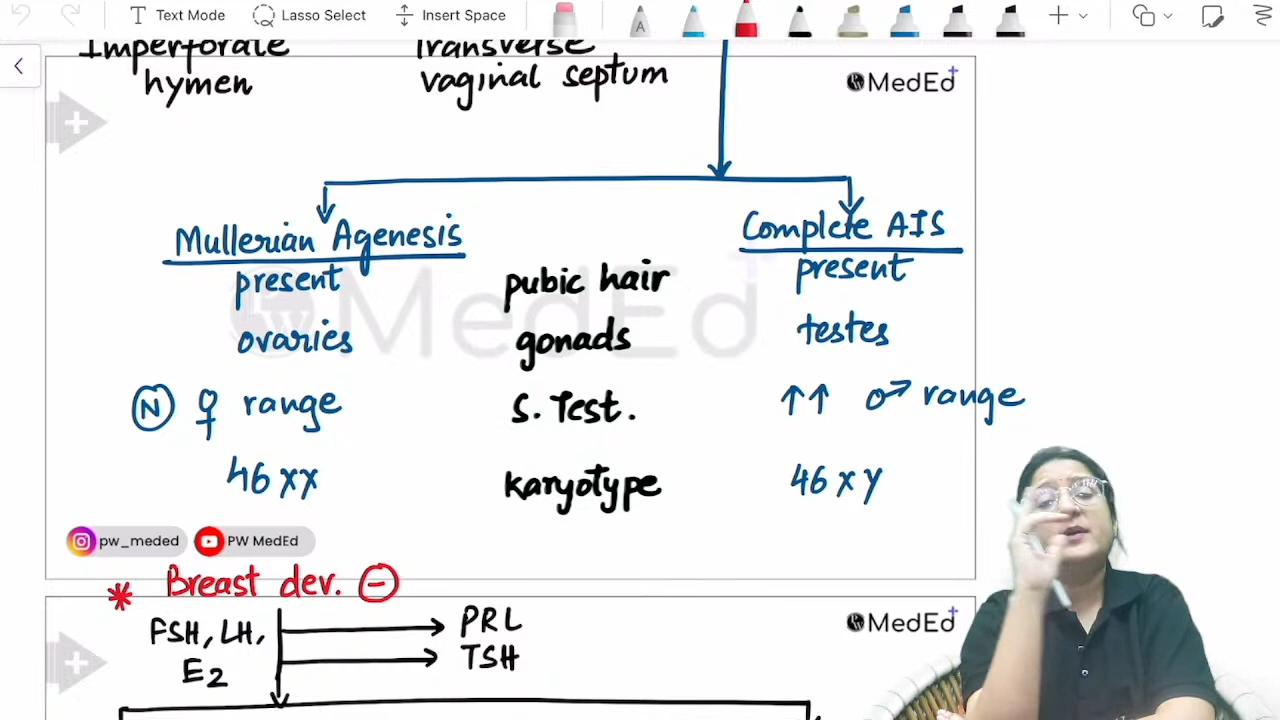 Text Mode Lasso Select Insert Space
A
Imperforate Transverse
hymen vaginal septum
MedEd
Mullerian Agenesis Complete AIS
present pubic hair present
ovaries gonads testes
N ♀ range S. Test. ↑↑ ♂ range
46 XX karyotype 46 XY
MedEd
pw_meded PW MedEd
* Breast dev. ⊖
MedEd
FSH, LH, → PRL
E2 → TSH